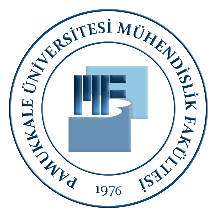 PAMUKKALE ÜNİVERSİTESİ MÜHENDİSLİK FAKÜLTESİ
MF
1976